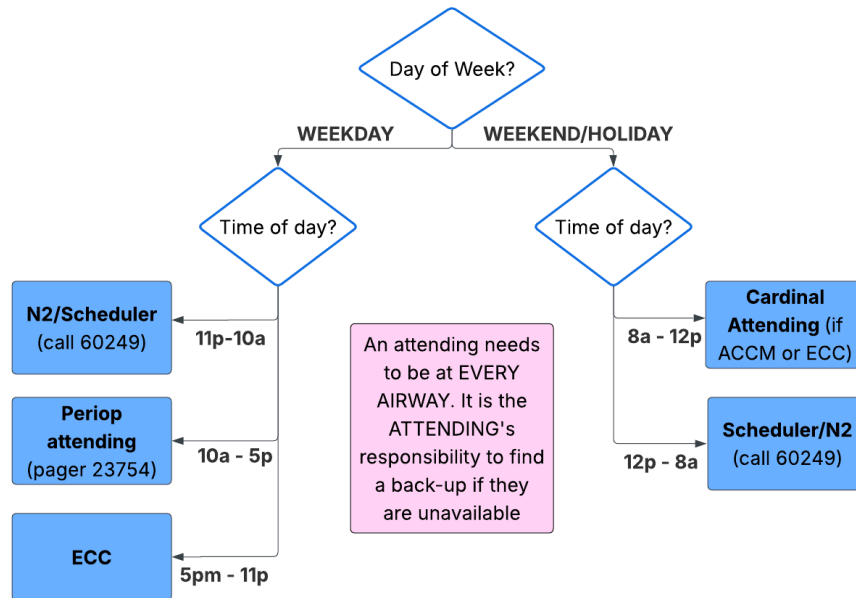 Day of Week?
WEEKDAY
WEEKEND/HOLIDAY
Time of day?
Time of day?
N2/Scheduler
(call 60249)
11p-10a
Periop
attending
(pager 23754)
10a - 5p
ECC
5pm - 11p
An attending needs
to be at EVERY
AIRWAY. It is the
ATTENDING's
responsibility to find
a back-up if they
are unavailable
Cardinal
Attending (if
ACCM or ECC)
8a - 12p
Scheduler/N2
(call 60249)
12p - 8a